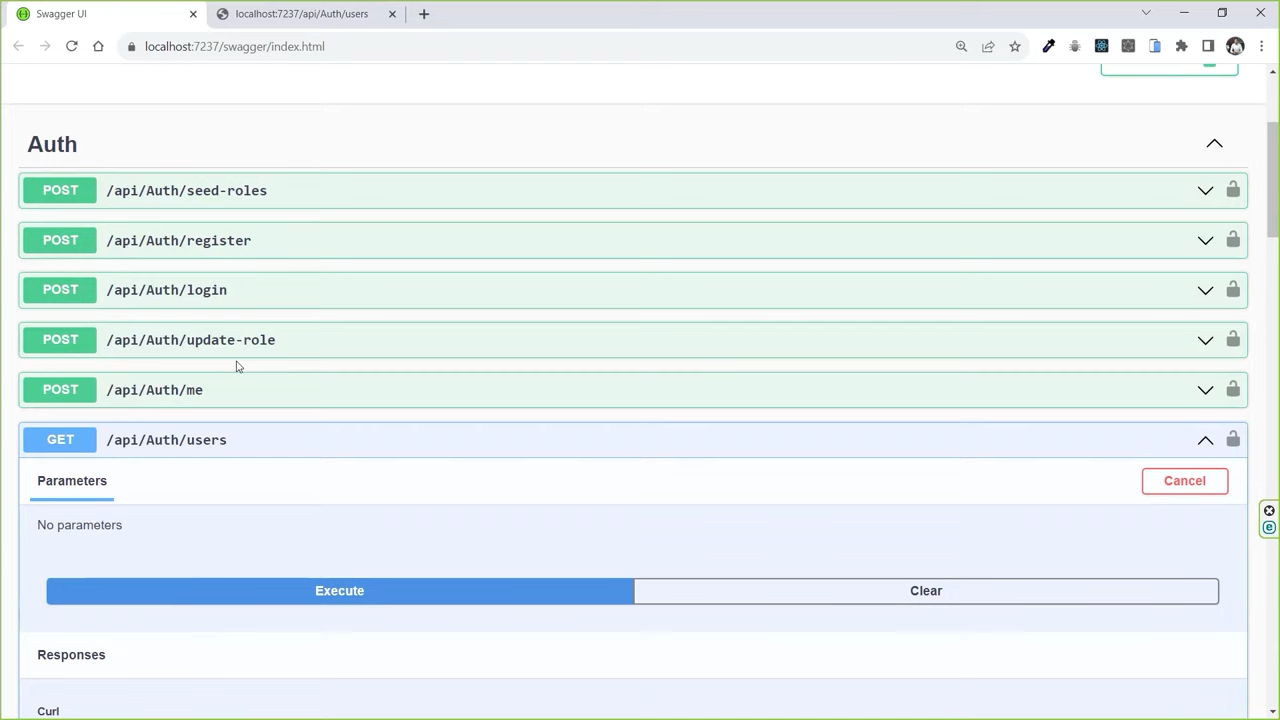 Swagger UI
localhost:7237/api/Auth/users
localhost:7237/swagger/index.html
Auth
POST /api/Auth/seed-roles
POST /api/Auth/register
POST /api/Auth/login
POST /api/Auth/update-role
POST /api/Auth/me
GET /api/Auth/users
Parameters
Cancel
No parameters
Execute
Clear
Responses
Curl